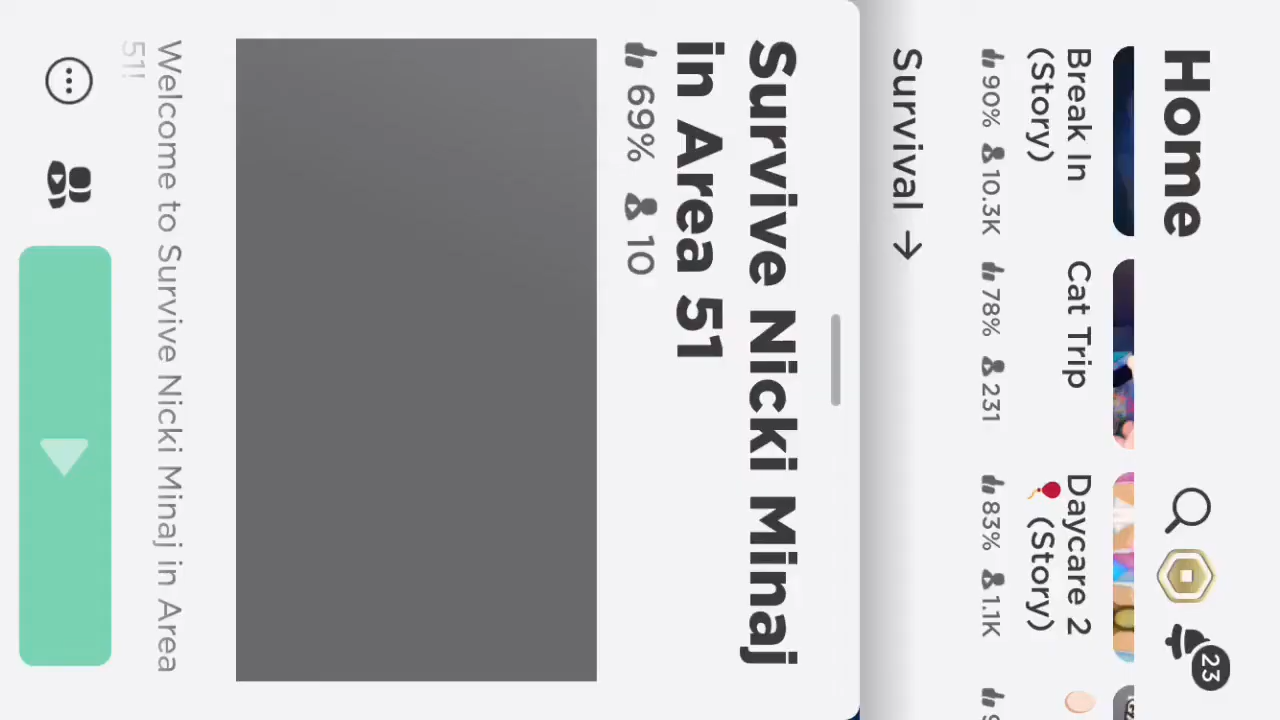 Home
23
Break In
(Story)
90% 10.3K
Cat Trip
78% 231
Daycare 2
🎈 (Story)
83% 1.1K
Survival →
Survive Nicki Minaj
in Area 51
69% 10
Welcome to Survive Nicki Minaj in Area
51!